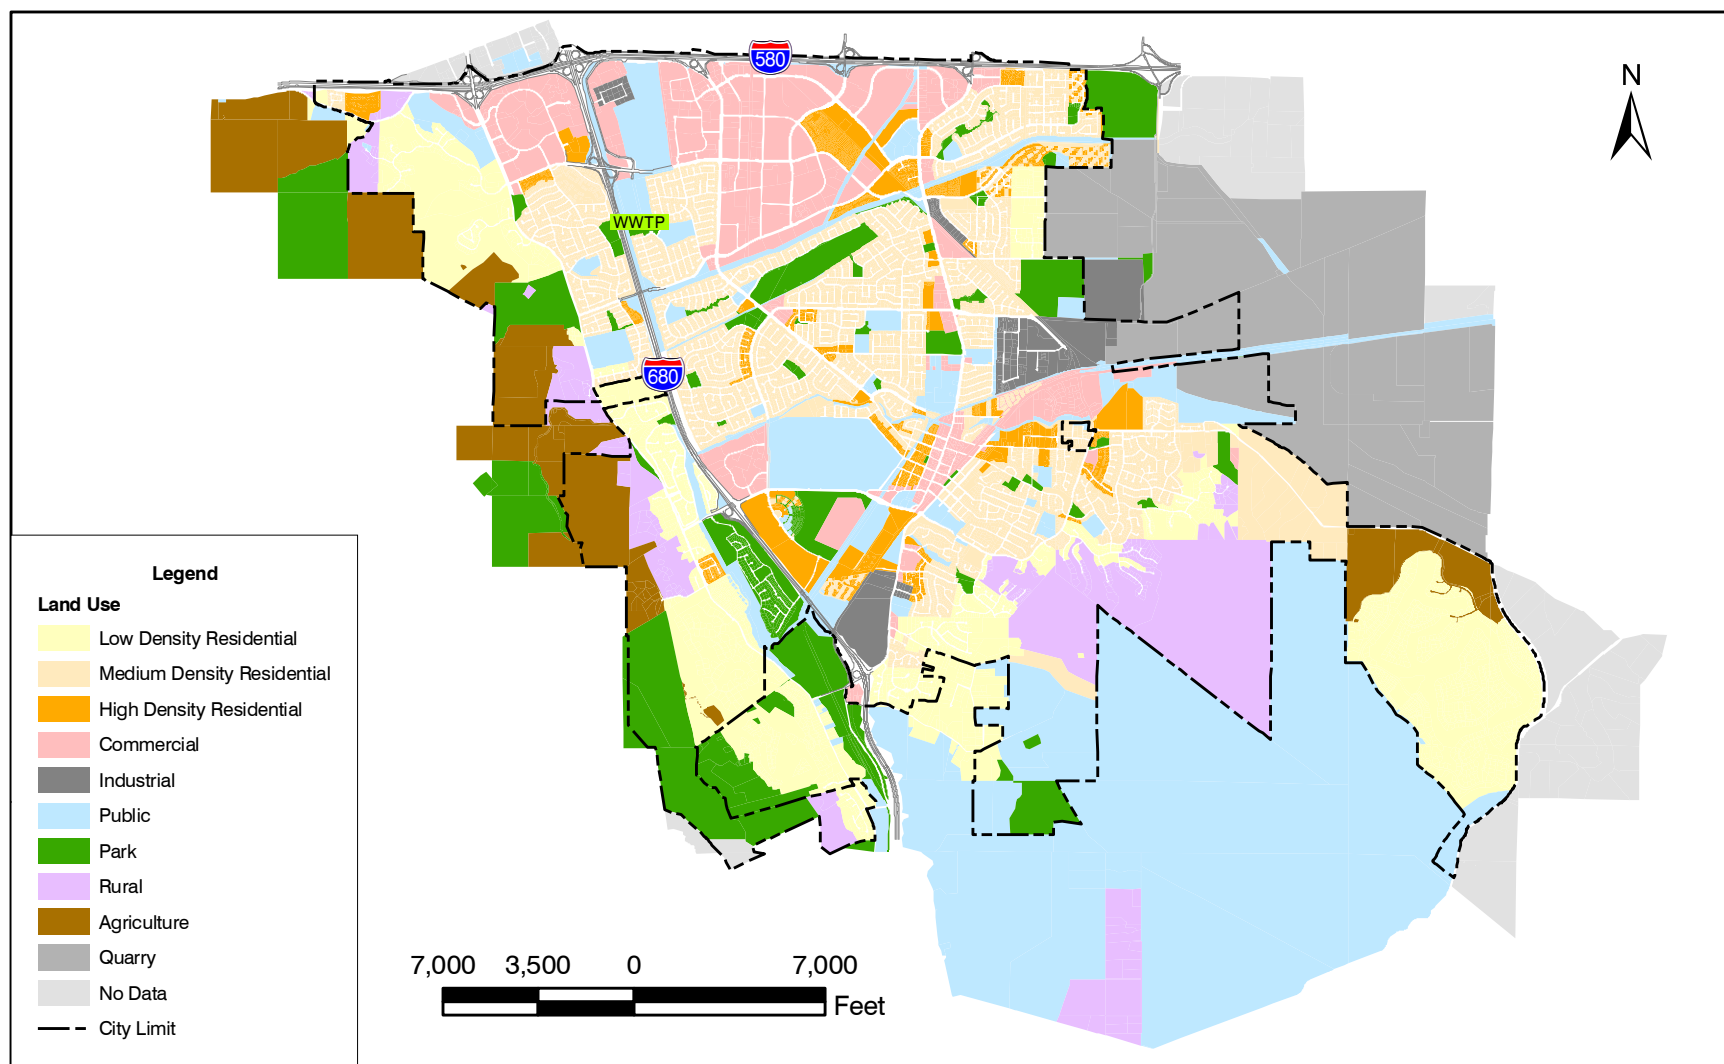 580
N
WWTP
680
Legend
Land Use
Low Density Residential
Medium Density Residential
High Density Residential
Commercial
Industrial
Public
Park
Rural
Agriculture
Quarry
No Data
City Limit
7,000 3,500 0 7,000
Feet